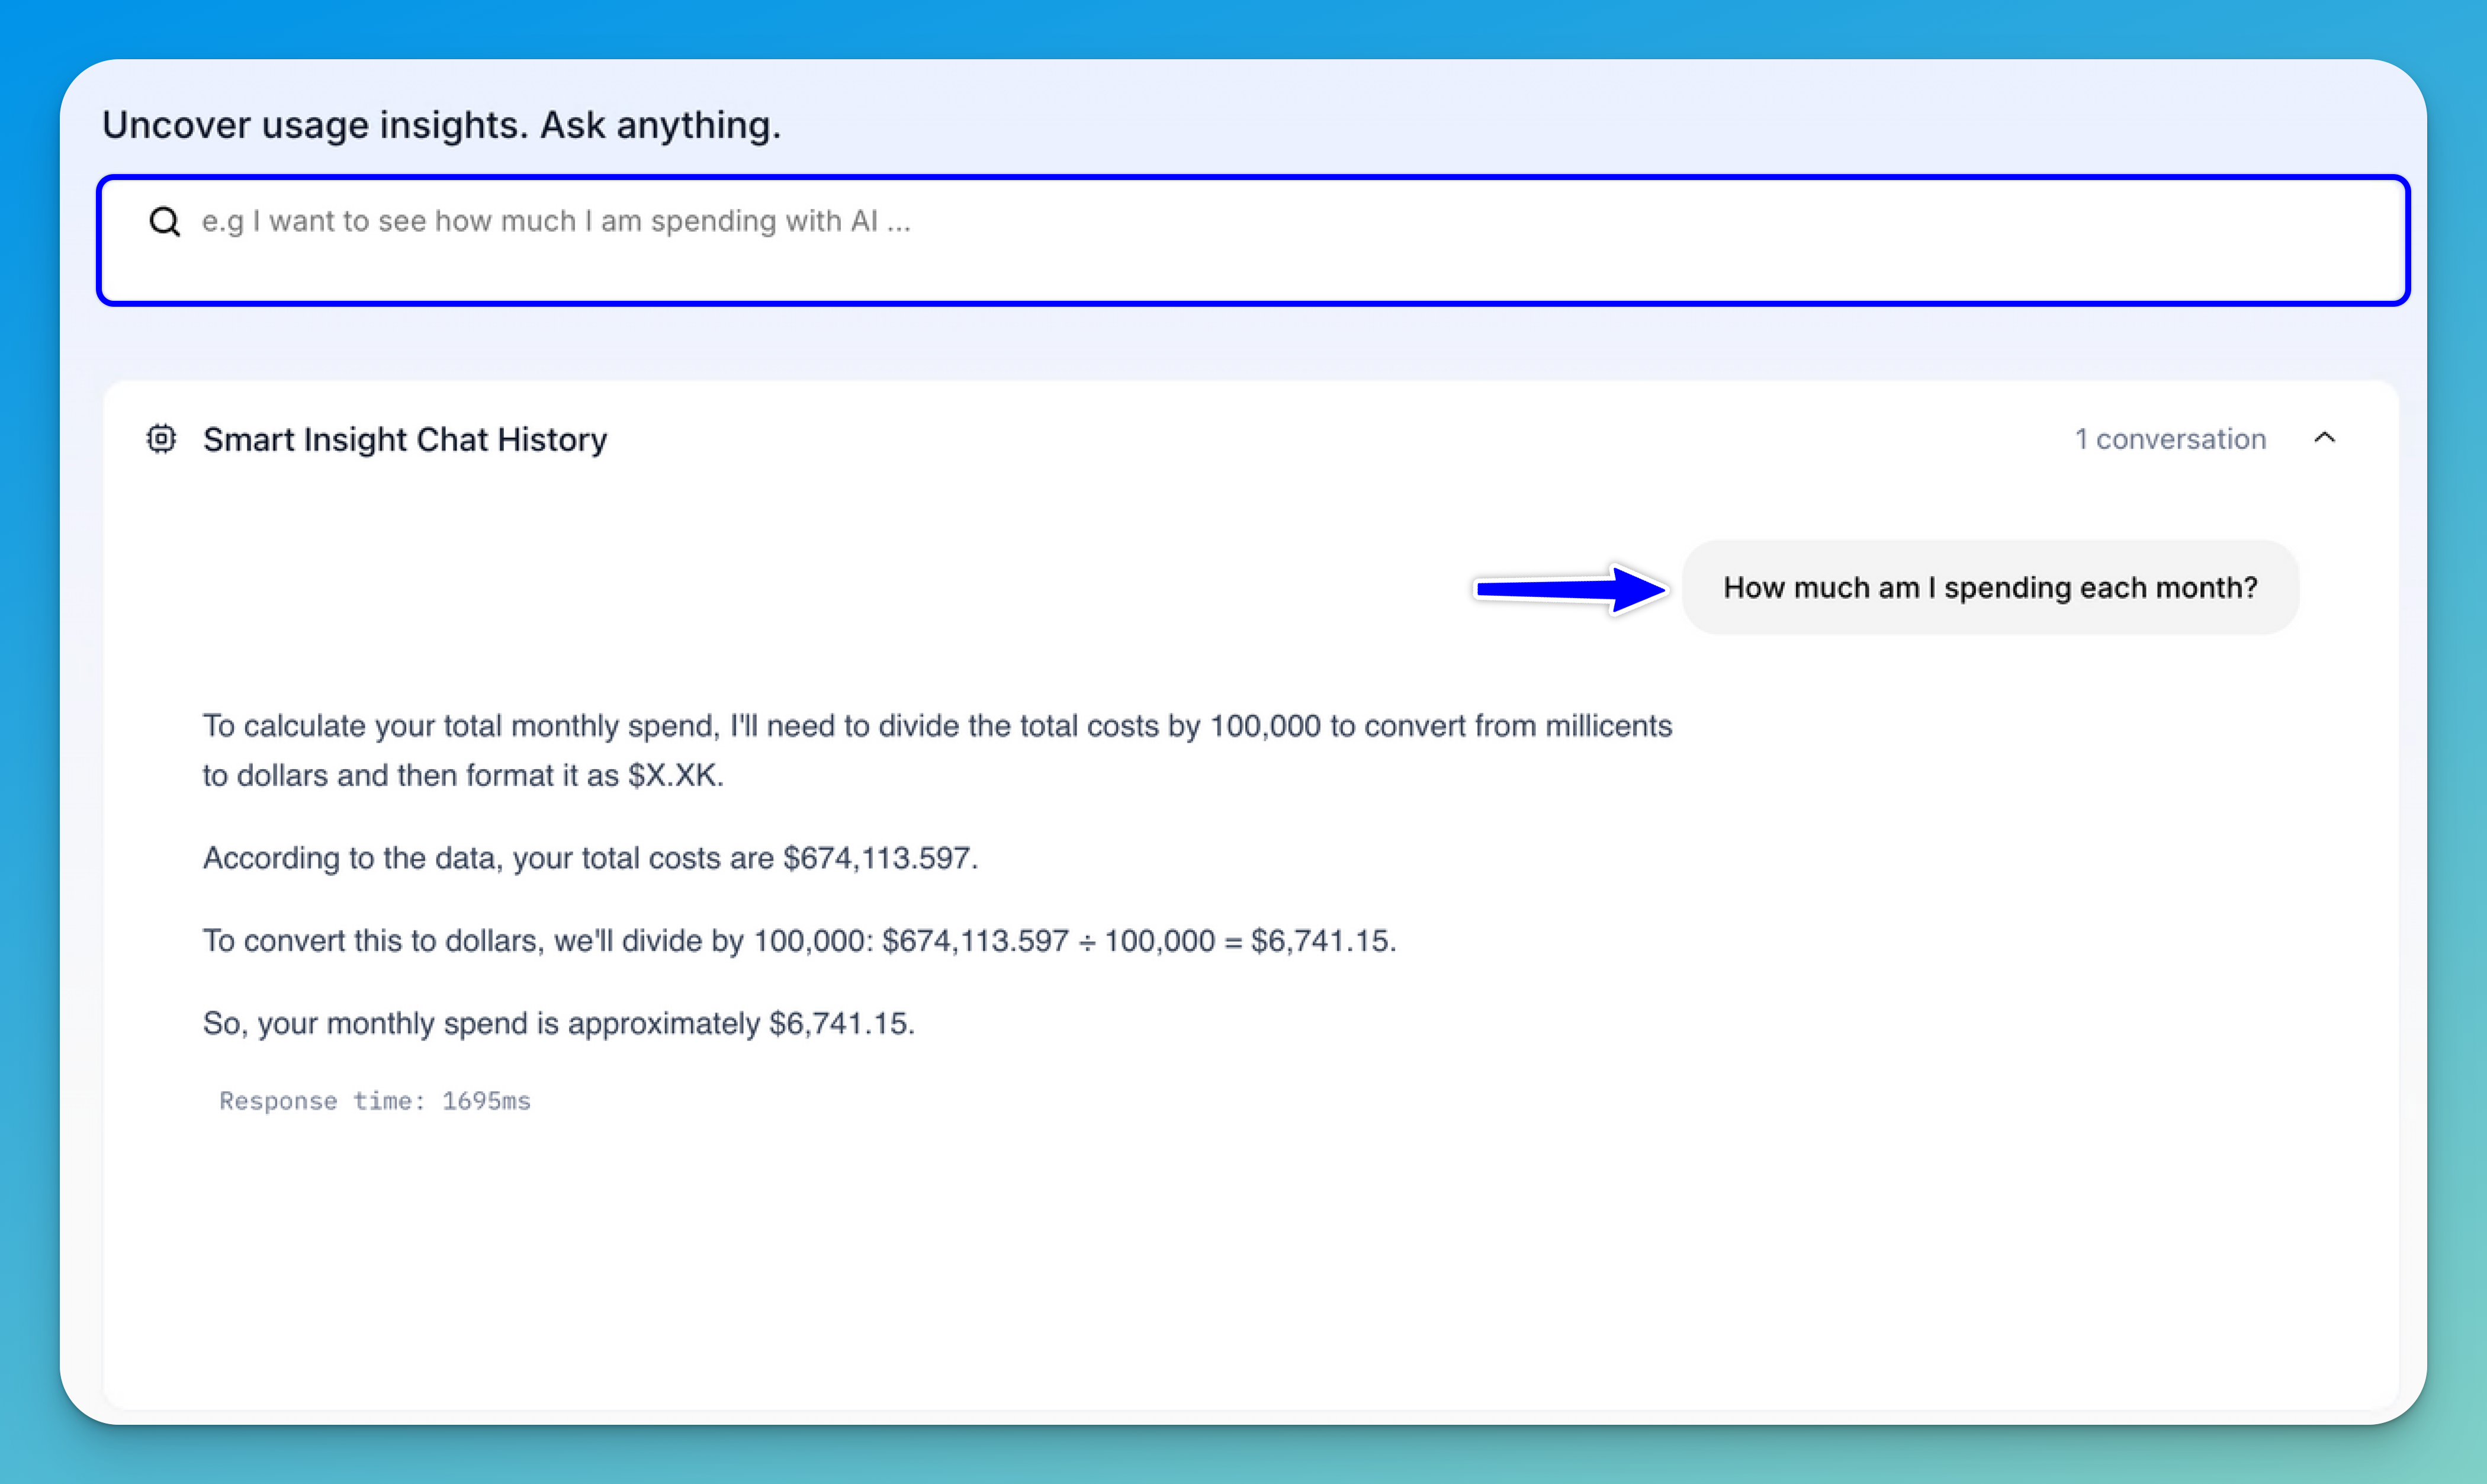 Uncover usage insights. Ask anything.
e.g I want to see how much I am spending with AI ...
Smart Insight Chat History
1 conversation
How much am I spending each month?
To calculate your total monthly spend, I'll need to divide the total costs by 100,000 to convert from millicents
to dollars and then format it as $X.XK.
According to the data, your total costs are $674,113.597.
To convert this to dollars, we'll divide by 100,000: $674,113.597 ÷ 100,000 = $6,741.15.
So, your monthly spend is approximately $6,741.15.
Response time: 1695ms